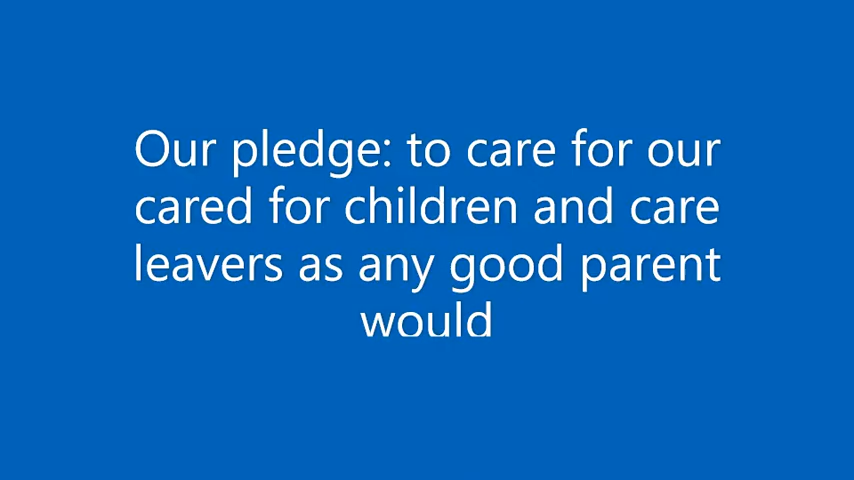 Our pledge: to care for our
cared for children and care
leavers as any good parent
would